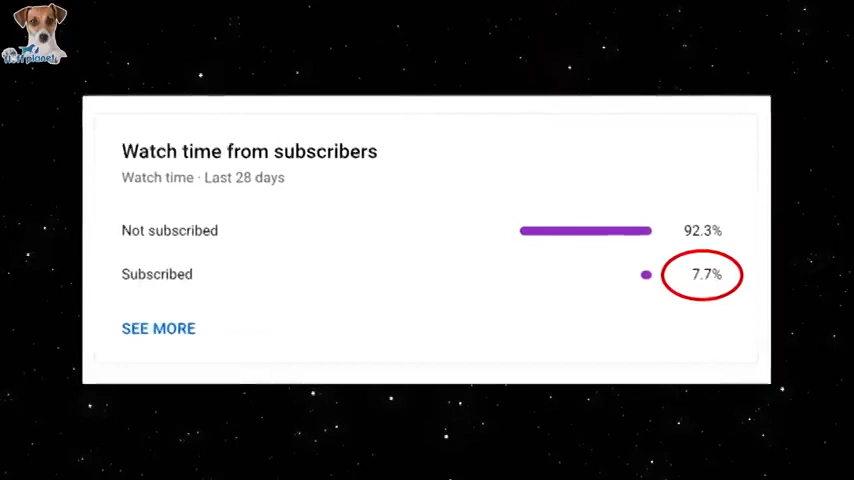 Watch time from subscribers
Watch time · Last 28 days
Not subscribed 92.3%
Subscribed 7.7%
SEE MORE